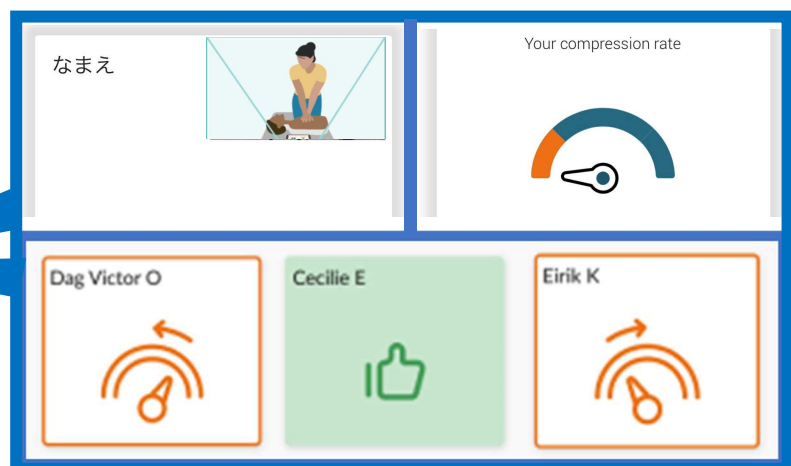 なまえ
Your compression rate
Dag Victor O
Cecilie E
Eirik K